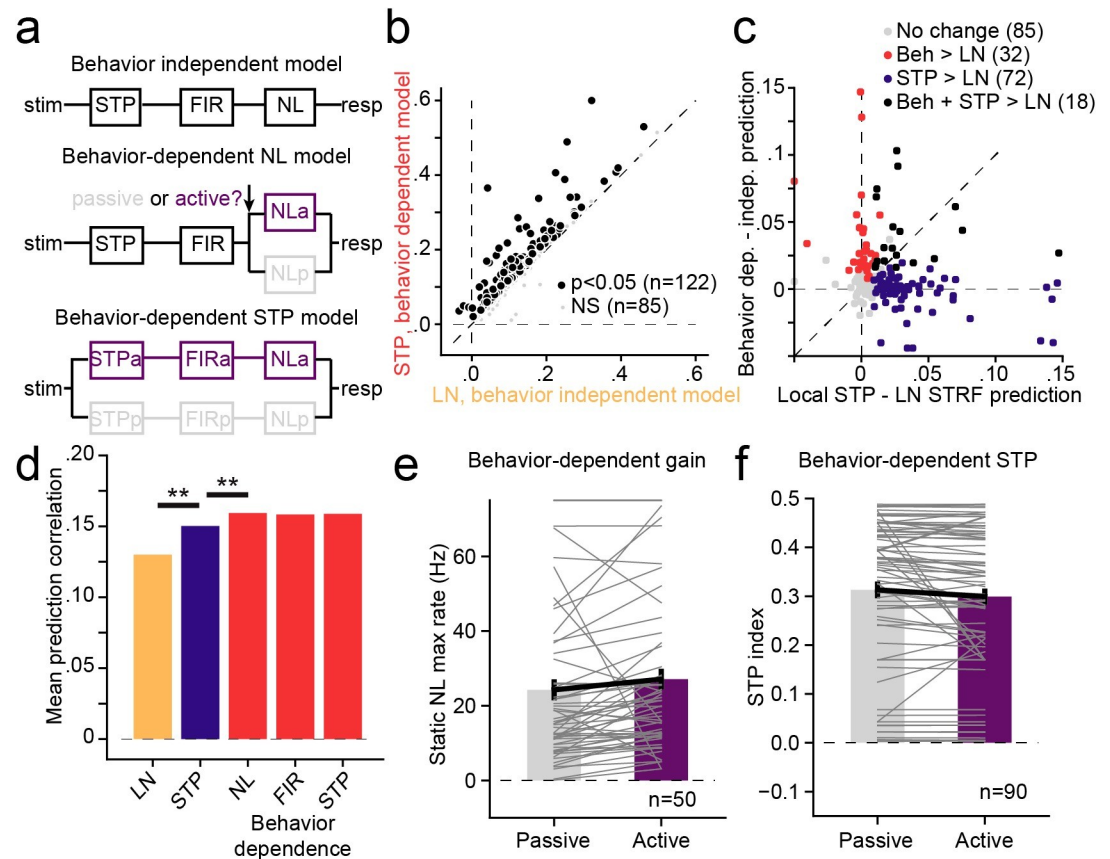 a
Behavior independent model
stim STP FIR NL resp
Behavior-dependent NL model
passive or active?
NLa
stim STP FIR resp
NLp
Behavior-dependent STP model
STPa FIRa NLa
stim resp
STPp FIRp NLp
b
STP, behavior dependent model
.6
.4
.2
.0
p<0.05 (n=122)
NS (n=85)
.0 .2 .4 .6
LN, behavior independent model
c
No change (85)
Beh > LN (32)
STP > LN (72)
Beh + STP > LN (18)
Behavior dep. - indep. prediction
.15
.1
.05
0
0 .05 .10 .15
Local STP - LN STRF prediction
d
Mean prediction correlation
.20
.15
.10
.05
0
** **
LN STP NL FIR STP
Behavior
dependence
e
Behavior-dependent gain
Static NL max rate (Hz)
60
40
20
0
n=50
Passive Active
f
Behavior-dependent STP
STP index
0.5
0.4
0.3
0.2
0.1
0.0
−0.1
n=90
Passive Active